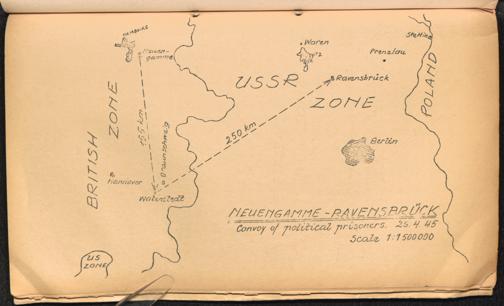 HAMBURG
Neuen-
gamme
Waren
Prenzlau
Stettin
POLAND
USSR
ZONE
Ravensbrück
155 km
250 km
Braunschweig
BRITISH
ZONE
Hannover
Watenstedt
Berlin
NEUENGAMME-RAVENSBRÜCK
Convoy of political prisoners. 25.4.45
Scale 1:1500000
US
ZONE